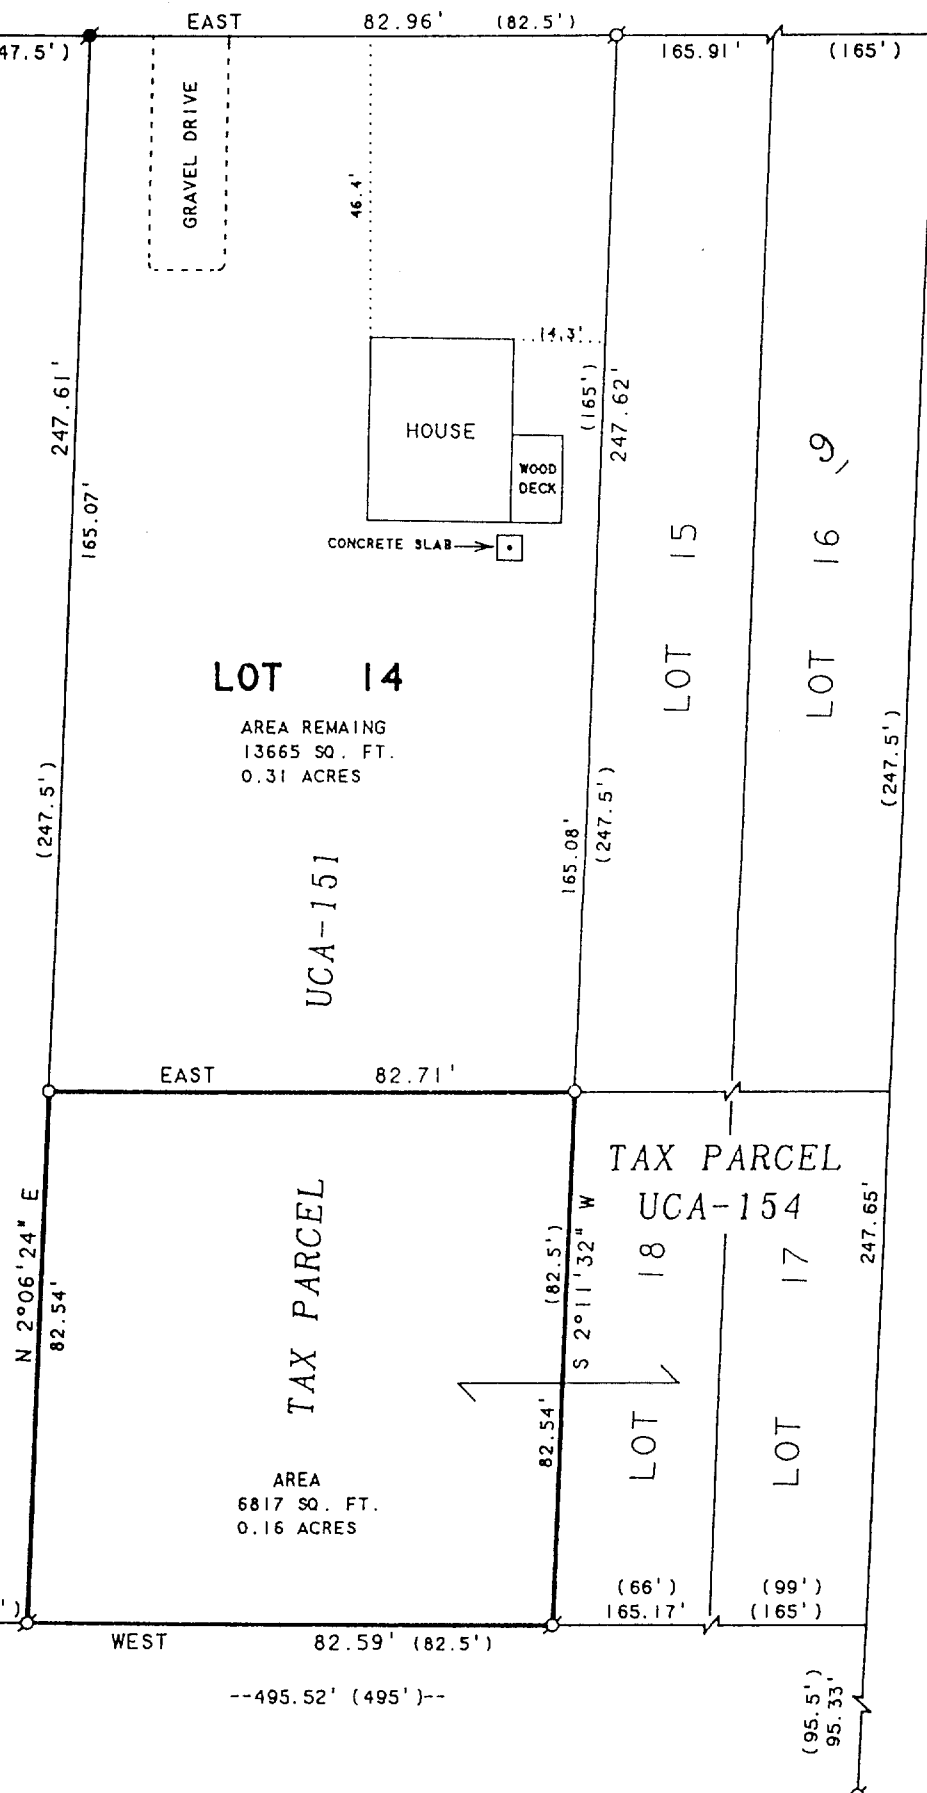 EAST 82.96' (82.5')
47.5')
165.91' (165')
GRAVEL DRIVE
46.4'
14.3'
247.61'
165.07'
(247.5')
HOUSE
WOOD
DECK
CONCRETE SLAB
(165')
247.62'
LOT 14
AREA REMAING
13665 SQ. FT.
0.31 ACRES
UCA-151
165.08'
(247.5')
LOT 15
LOT 16
9
(247.5')
EAST 82.71'
N 2°06'24" E
82.54'
TAX PARCEL
AREA
6817 SQ. FT.
0.16 ACRES
(82.5')
S 2°11'32" W
82.54'
TAX PARCEL
UCA-154
LOT 18
LOT 17
247.65'
(66') (99')
165.17' (165')
')
WEST 82.59' (82.5')
--495.52' (495')--
(95.5')
95.33'